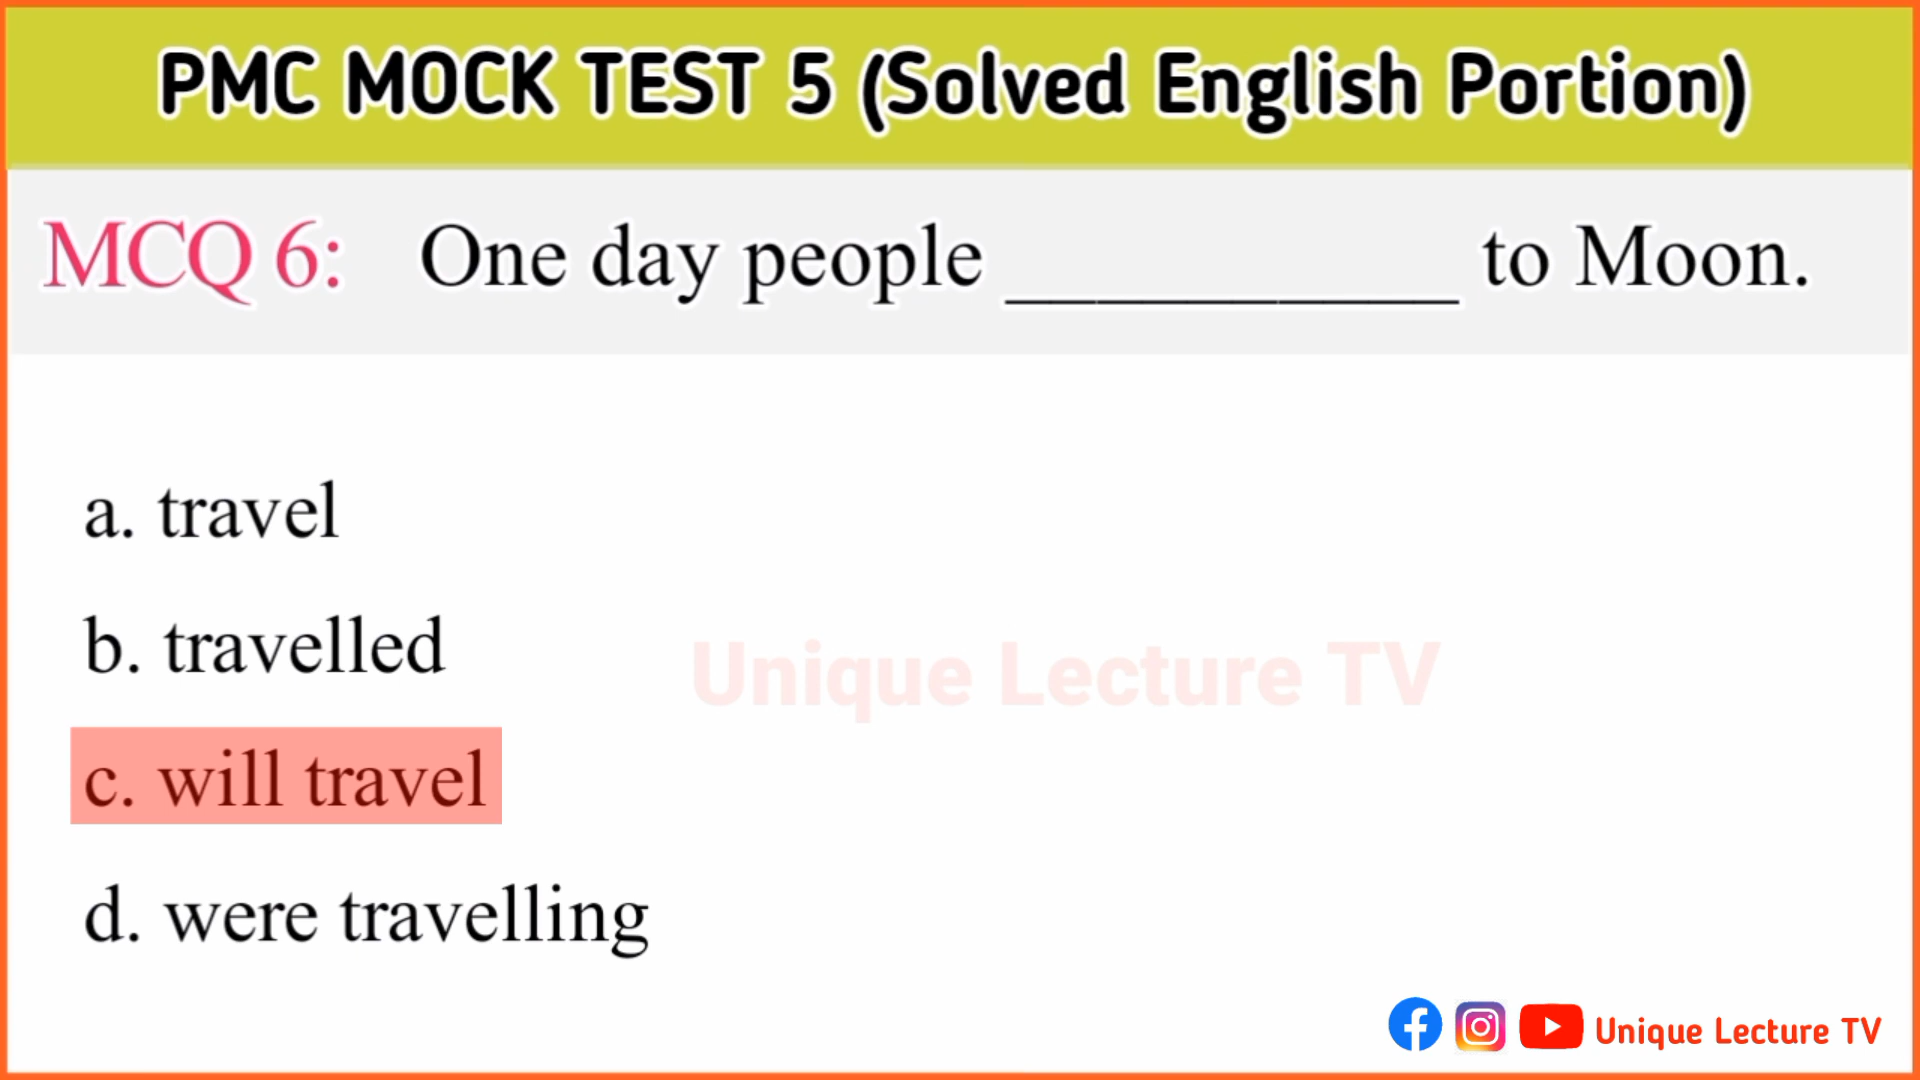 PMC MOCK TEST 5 (Solved English Portion)
MCQ 6: One day people __________ to Moon.
a. travel
b. travelled
Unique Lecture TV
c. will travel
d. were travelling
Unique Lecture TV